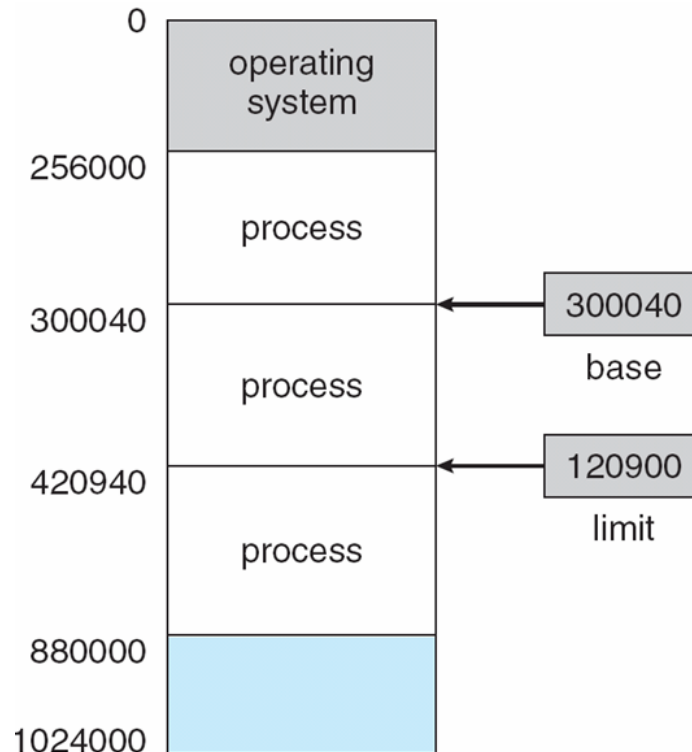 0
operating
system
256000
process
300040
300040
base
process
120900
420940
limit
process
880000
1024000